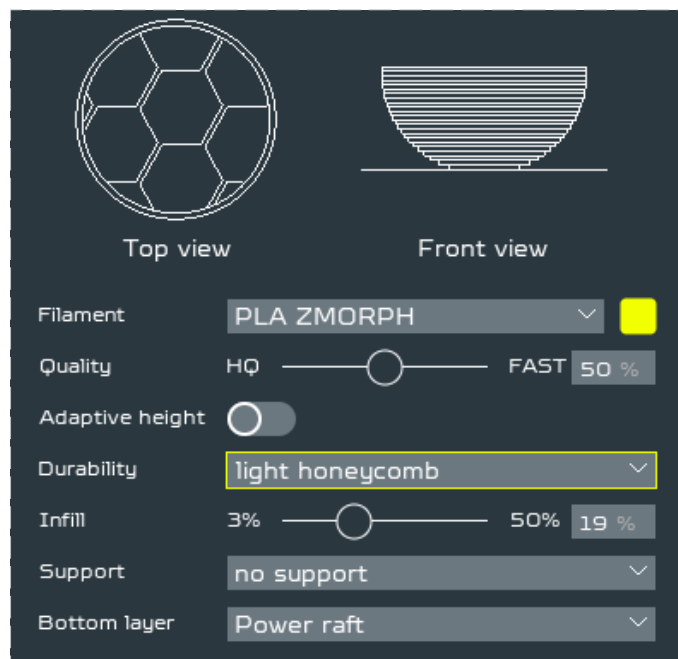 Top view Front view
Filament PLA ZMORPH
Quality HQ FAST 50 %
Adaptive height
Durability light honeycomb
Infill 3% 50% 19 %
Support no support
Bottom layer Power raft